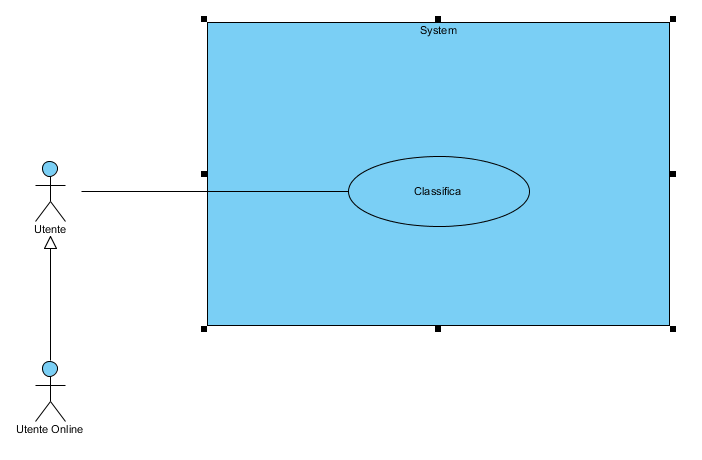 System
Classifica
Utente
Utente Online